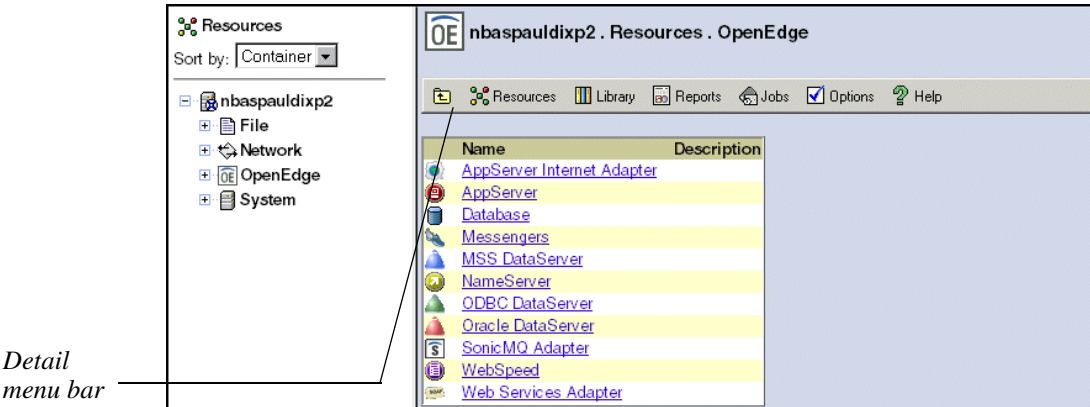 Resources
Sort by: Container
nbaspauldixp2
File
Network
OE OpenEdge
System
OE nbaspauldixp2 . Resources . OpenEdge
Resources Library Reports Jobs Options ? Help
Name Description
AppServer Internet Adapter
AppServer
Database
Messengers
MSS DataServer
NameServer
ODBC DataServer
Oracle DataServer
S SonicMQ Adapter
WebSpeed
Web Services Adapter
Detail
menu bar